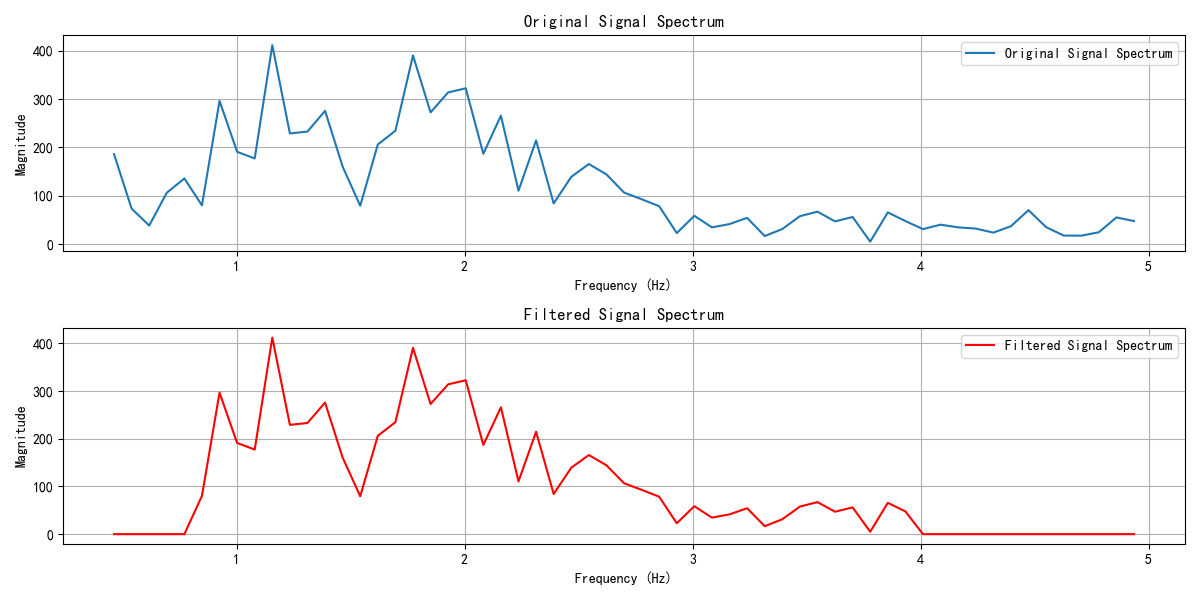 Original Signal Spectrum
400
300
200
100
0
Magnitude
Original Signal Spectrum
1
2
3
4
5
Frequency (Hz)
Filtered Signal Spectrum
400
300
200
100
0
Magnitude
Filtered Signal Spectrum
1
2
3
4
5
Frequency (Hz)